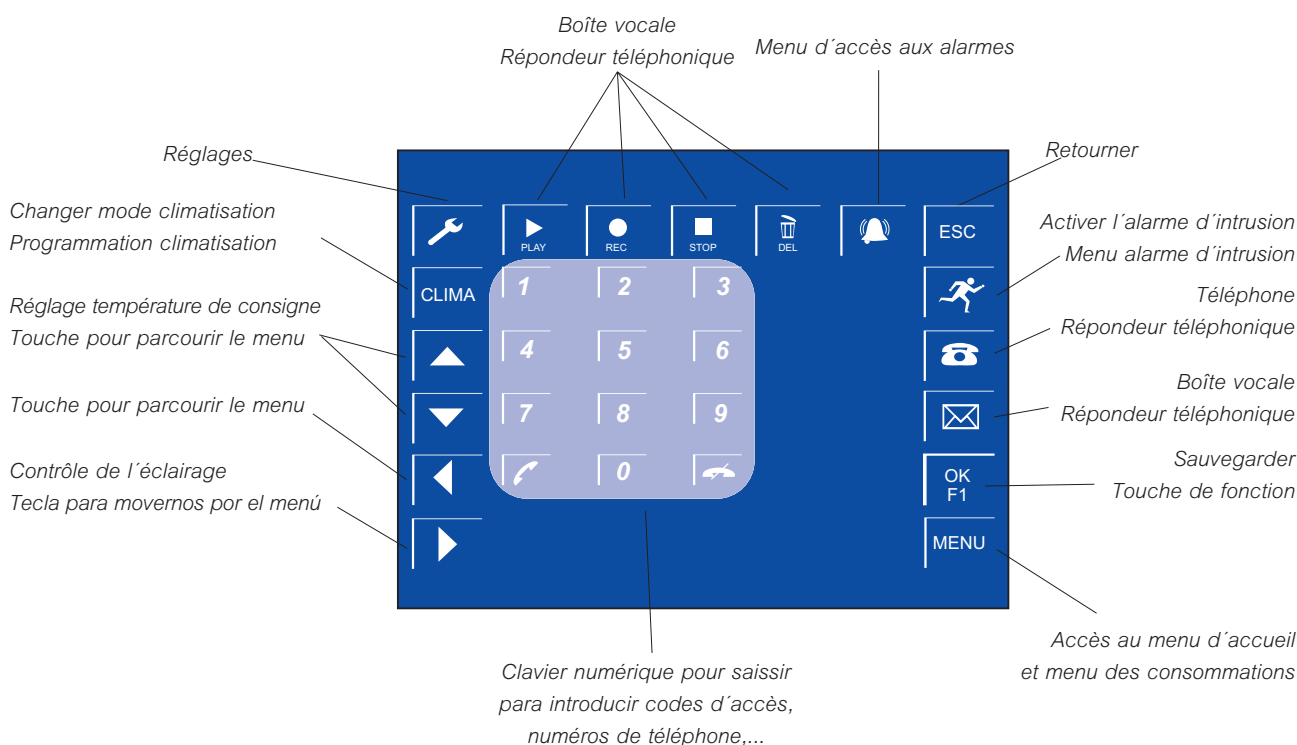 Boîte vocale
Répondeur téléphonique
Menu d´accès aux alarmes
Réglages
Retourner
Changer mode climatisation
Programmation climatisation
Activer l´alarme d´intrusion
Menu alarme d´intrusion
PLAY
REC
STOP
DEL
ESC
Réglage température de consigne
Touche pour parcourir le menu
Téléphone
Répondeur téléphonique
CLIMA
1 2 3
4 5 6
7 8 9
0
Touche pour parcourir le menu
Boîte vocale
Répondeur téléphonique
Contrôle de l´éclairage
Tecla para movernos por el menú
Sauvegarder
Touche de fonction
OK
F1
MENU
Accès au menu d´accueil
et menu des consommations
Clavier numérique pour saissir
para introducir codes d´accès,
numéros de téléphone,...